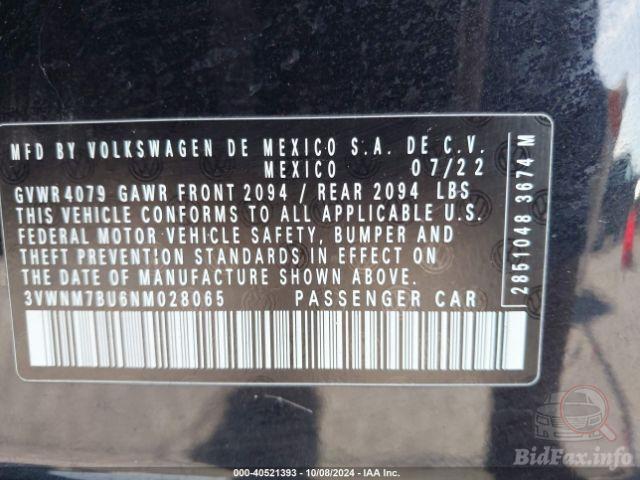 MFD BY VOLKSWAGEN DE MEXICO S.A. DE C.V.
MEXICO 07/22
GVWR 4079 GAWR FRONT 2094 / REAR 2094 LBS
THIS VEHICLE CONFORMS TO ALL APPLICABLE U.S.
FEDERAL MOTOR VEHICLE SAFETY, BUMPER AND
THEFT PREVENTION STANDARDS IN EFFECT ON
THE DATE OF MANUFACTURE SHOWN ABOVE.
3VWNM7BU6NM028065 PASSENGER CAR
2851048 3674 M
BidFax.info
000-40521393 - 10/08/2024 - IAA Inc.